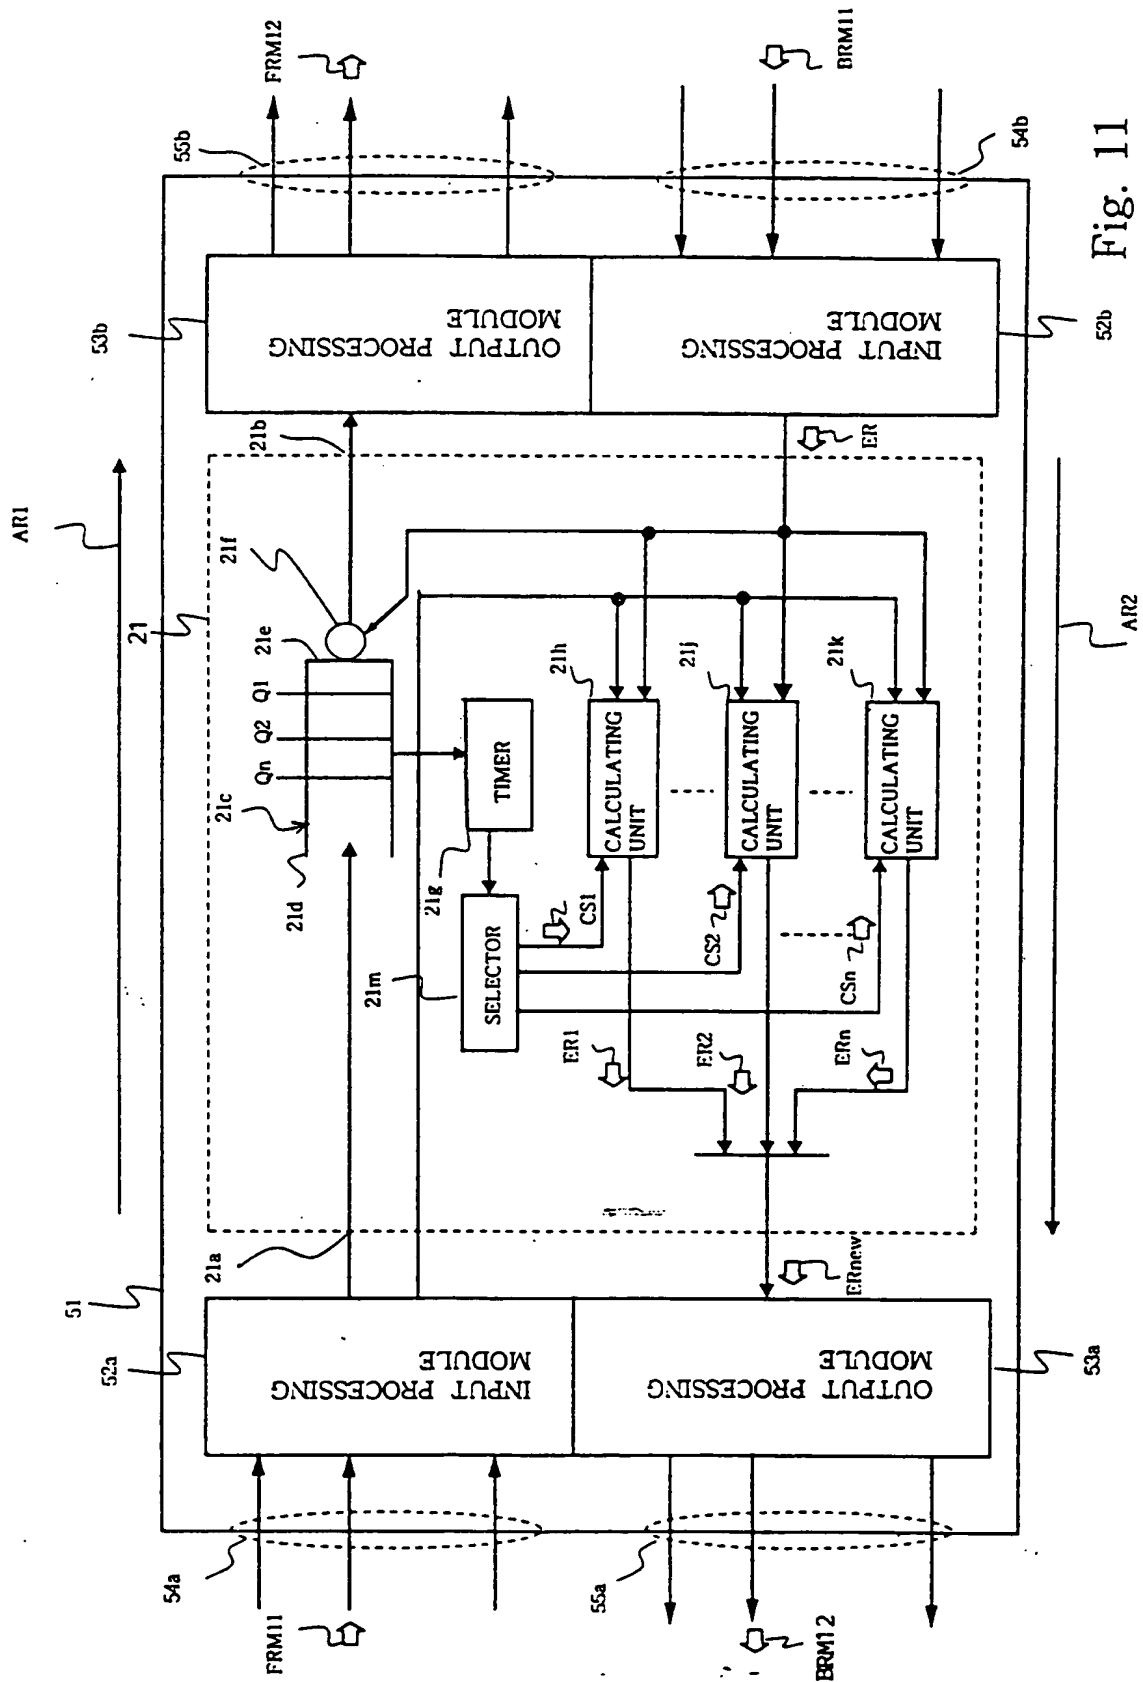 AR1
51
21
FRM11
54a
52a
INPUT PROCESSING
MODULE
21a
21d
21c
Qn
Q2
Q1
21e
21f
21b
53b
OUTPUT PROCESSING
MODULE
55b
FRM12
21m
SELECTOR
21g
TIMER
CS1
CS2
CSn
21h
CALCULATING
UNIT
21j
CALCULATING
UNIT
21k
CALCULATING
UNIT
ER1
ER2
ERn
ERnew
ER
INPUT PROCESSING
MODULE
52b
54b
BRM11
OUTPUT PROCESSING
MODULE
53a
55a
BRM12
AR2
Fig. 11